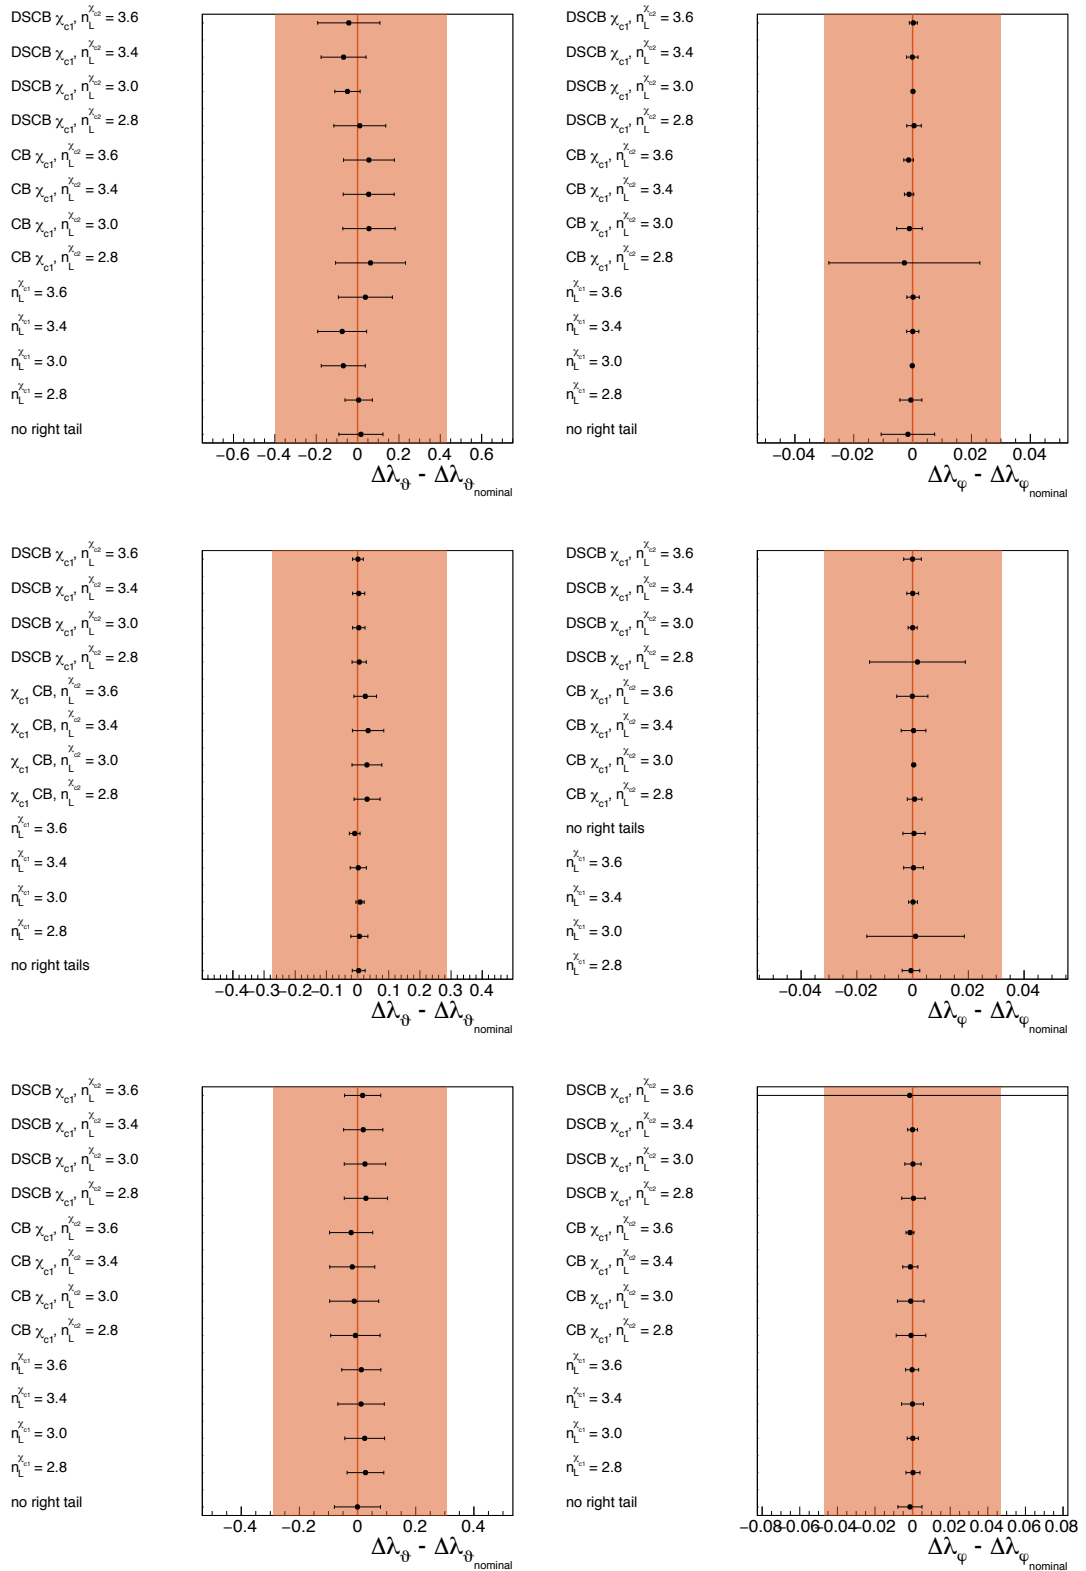 DSCB χc1, nLχc2 = 3.6
DSCB χc1, nLχc2 = 3.4
DSCB χc1, nLχc2 = 3.0
DSCB χc1, nLχc2 = 2.8
CB χc1, nLχc2 = 3.6
CB χc1, nLχc2 = 3.4
CB χc1, nLχc2 = 3.0
CB χc1, nLχc2 = 2.8
nLχc1 = 3.6
nLχc1 = 3.4
nLχc1 = 3.0
nLχc1 = 2.8
no right tail
−0.6 −0.4 −0.2 0 0.2 0.4 0.6
Δλϑ - Δλϑnominal
DSCB χc1, nLχc2 = 3.6
DSCB χc1, nLχc2 = 3.4
DSCB χc1, nLχc2 = 3.0
DSCB χc1, nLχc2 = 2.8
CB χc1, nLχc2 = 3.6
CB χc1, nLχc2 = 3.4
CB χc1, nLχc2 = 3.0
CB χc1, nLχc2 = 2.8
nLχc1 = 3.6
nLχc1 = 3.4
nLχc1 = 3.0
nLχc1 = 2.8
no right tail
−0.04 −0.02 0 0.02 0.04
Δλφ - Δλφnominal
DSCB χc1, nLχc2 = 3.6
DSCB χc1, nLχc2 = 3.4
DSCB χc1, nLχc2 = 3.0
DSCB χc1, nLχc2 = 2.8
χc1 CB, nLχc2 = 3.6
χc1 CB, nLχc2 = 3.4
χc1 CB, nLχc2 = 3.0
χc1 CB, nLχc2 = 2.8
nLχc1 = 3.6
nLχc1 = 3.4
nLχc1 = 3.0
nLχc1 = 2.8
no right tails
−0.4 −0.3 −0.2 −0.1 0 0.1 0.2 0.3 0.4
Δλϑ - Δλϑnominal
DSCB χc1, nLχc2 = 3.6
DSCB χc1, nLχc2 = 3.4
DSCB χc1, nLχc2 = 3.0
DSCB χc1, nLχc2 = 2.8
CB χc1, nLχc2 = 3.6
CB χc1, nLχc2 = 3.4
CB χc1, nLχc2 = 3.0
CB χc1, nLχc2 = 2.8
no right tails
nLχc1 = 3.6
nLχc1 = 3.4
nLχc1 = 3.0
nLχc1 = 2.8
−0.04 −0.02 0 0.02 0.04
Δλφ - Δλφnominal
DSCB χc1, nLχc2 = 3.6
DSCB χc1, nLχc2 = 3.4
DSCB χc1, nLχc2 = 3.0
DSCB χc1, nLχc2 = 2.8
CB χc1, nLχc2 = 3.6
CB χc1, nLχc2 = 3.4
CB χc1, nLχc2 = 3.0
CB χc1, nLχc2 = 2.8
nLχc1 = 3.6
nLχc1 = 3.4
nLχc1 = 3.0
nLχc1 = 2.8
no right tail
−0.4 −0.2 0 0.2 0.4
Δλϑ - Δλϑnominal
DSCB χc1, nLχc2 = 3.6
DSCB χc1, nLχc2 = 3.4
DSCB χc1, nLχc2 = 3.0
DSCB χc1, nLχc2 = 2.8
CB χc1, nLχc2 = 3.6
CB χc1, nLχc2 = 3.4
CB χc1, nLχc2 = 3.0
CB χc1, nLχc2 = 2.8
nLχc1 = 3.6
nLχc1 = 3.4
nLχc1 = 3.0
nLχc1 = 2.8
no right tail
−0.08 −0.06 −0.04 −0.02 0 0.02 0.04 0.06 0.08
Δλφ - Δλφnominal